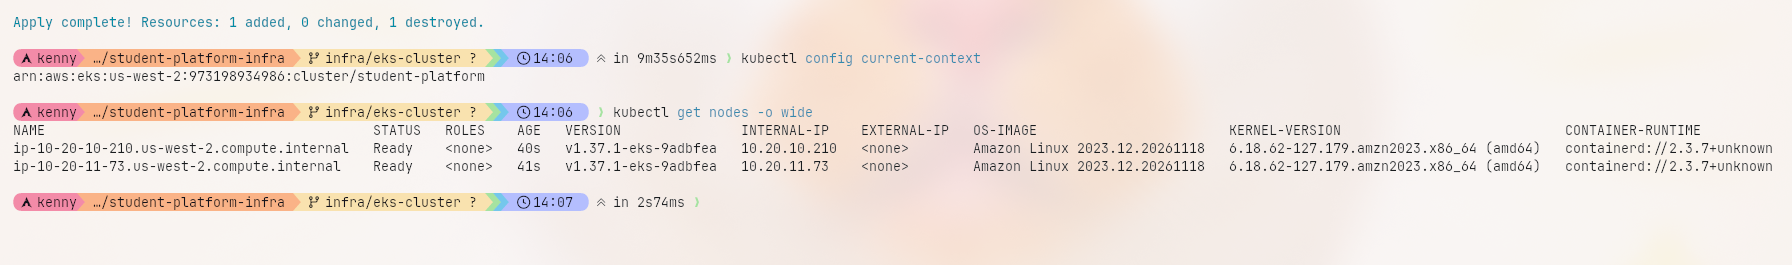 Apply complete! Resources: 1 added, 0 changed, 1 destroyed.
kenny …/student-platform-infra infra/eks-cluster ? 14:06 in 9m35s652ms ❯ kubectl config current-context
arn:aws:eks:us-west-2:973198934986:cluster/student-platform
kenny …/student-platform-infra infra/eks-cluster ? 14:06 ❯ kubectl get nodes -o wide
NAME STATUS ROLES AGE VERSION INTERNAL-IP EXTERNAL-IP OS-IMAGE KERNEL-VERSION CONTAINER-RUNTIME
ip-10-20-10-210.us-west-2.compute.internal Ready <none> 40s v1.37.1-eks-9adbfea 10.20.10.210 <none> Amazon Linux 2023.12.20261118 6.18.62-127.179.amzn2023.x86_64 (amd64) containerd://2.3.7+unknown
ip-10-20-11-73.us-west-2.compute.internal Ready <none> 41s v1.37.1-eks-9adbfea 10.20.11.73 <none> Amazon Linux 2023.12.20261118 6.18.62-127.179.amzn2023.x86_64 (amd64) containerd://2.3.7+unknown
kenny …/student-platform-infra infra/eks-cluster ? 14:07 in 2s74ms ❯